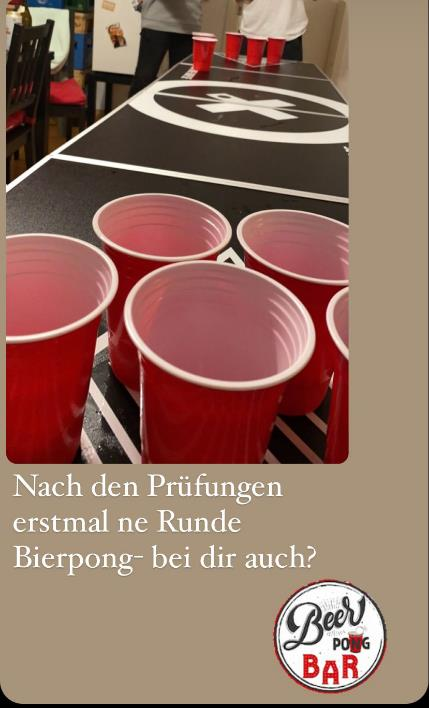 Nach den Prüfungen
erstmal ne Runde
Bierpong- bei dir auch?
Beer
PONG
BAR